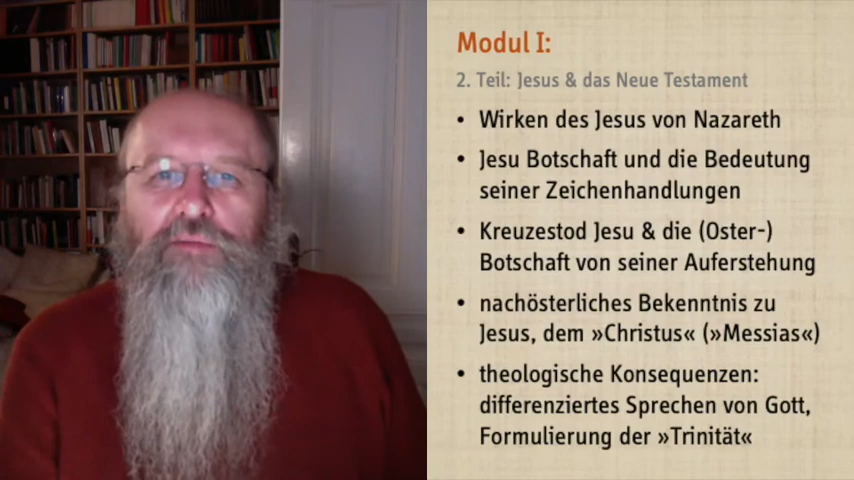 Modul I:
2. Teil: Jesus & das Neue Testament
• Wirken des Jesus von Nazareth
• Jesu Botschaft und die Bedeutung
seiner Zeichenhandlungen
• Kreuzestod Jesu & die (Oster-)
Botschaft von seiner Auferstehung
• nachösterliches Bekenntnis zu
Jesus, dem »Christus« (»Messias«)
• theologische Konsequenzen:
differenziertes Sprechen von Gott,
Formulierung der »Trinität«